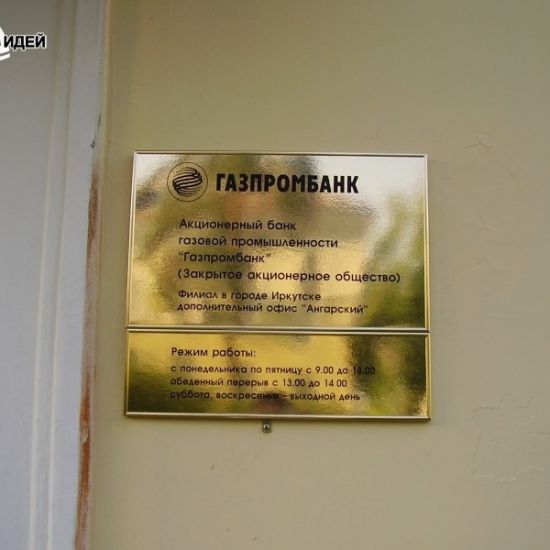 ИДЕЙ
ГАЗПРОМБАНК
Акционерный банк
газовой промышленности
"Газпромбанк"
(Закрытое акционерное общество)
Филиал в городе Иркутске
дополнительный офис "Ангарский"
Режим работы:
с понедельника по пятницу с 9.00 до 18.00
обеденный перерыв с 13.00 до 14 00
суббота, воскресенье – выходной день